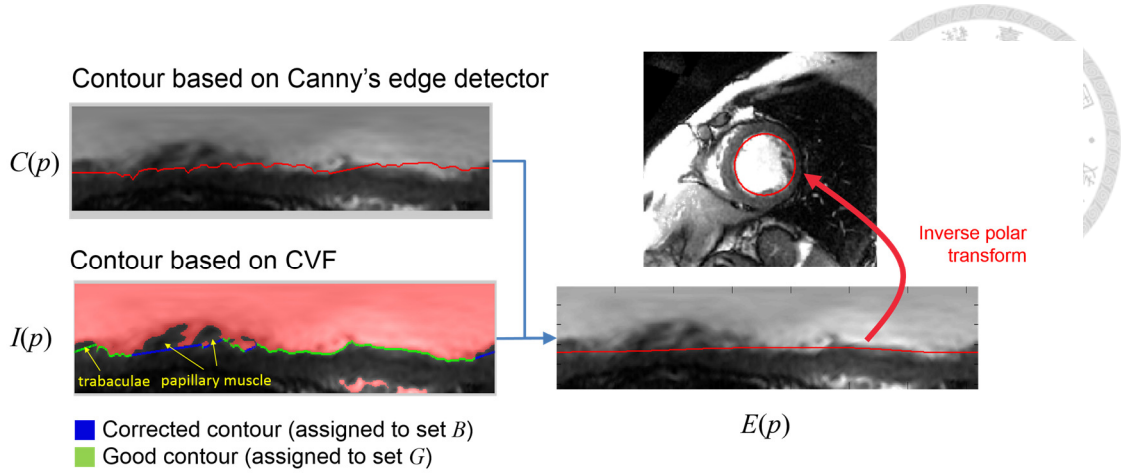 Contour based on Canny's edge detector
C(p)
Contour based on CVF
I(p)
trabaculae
papillary muscle
Corrected contour (assigned to set B)
Good contour (assigned to set G)
Inverse polar
transform
E(p)